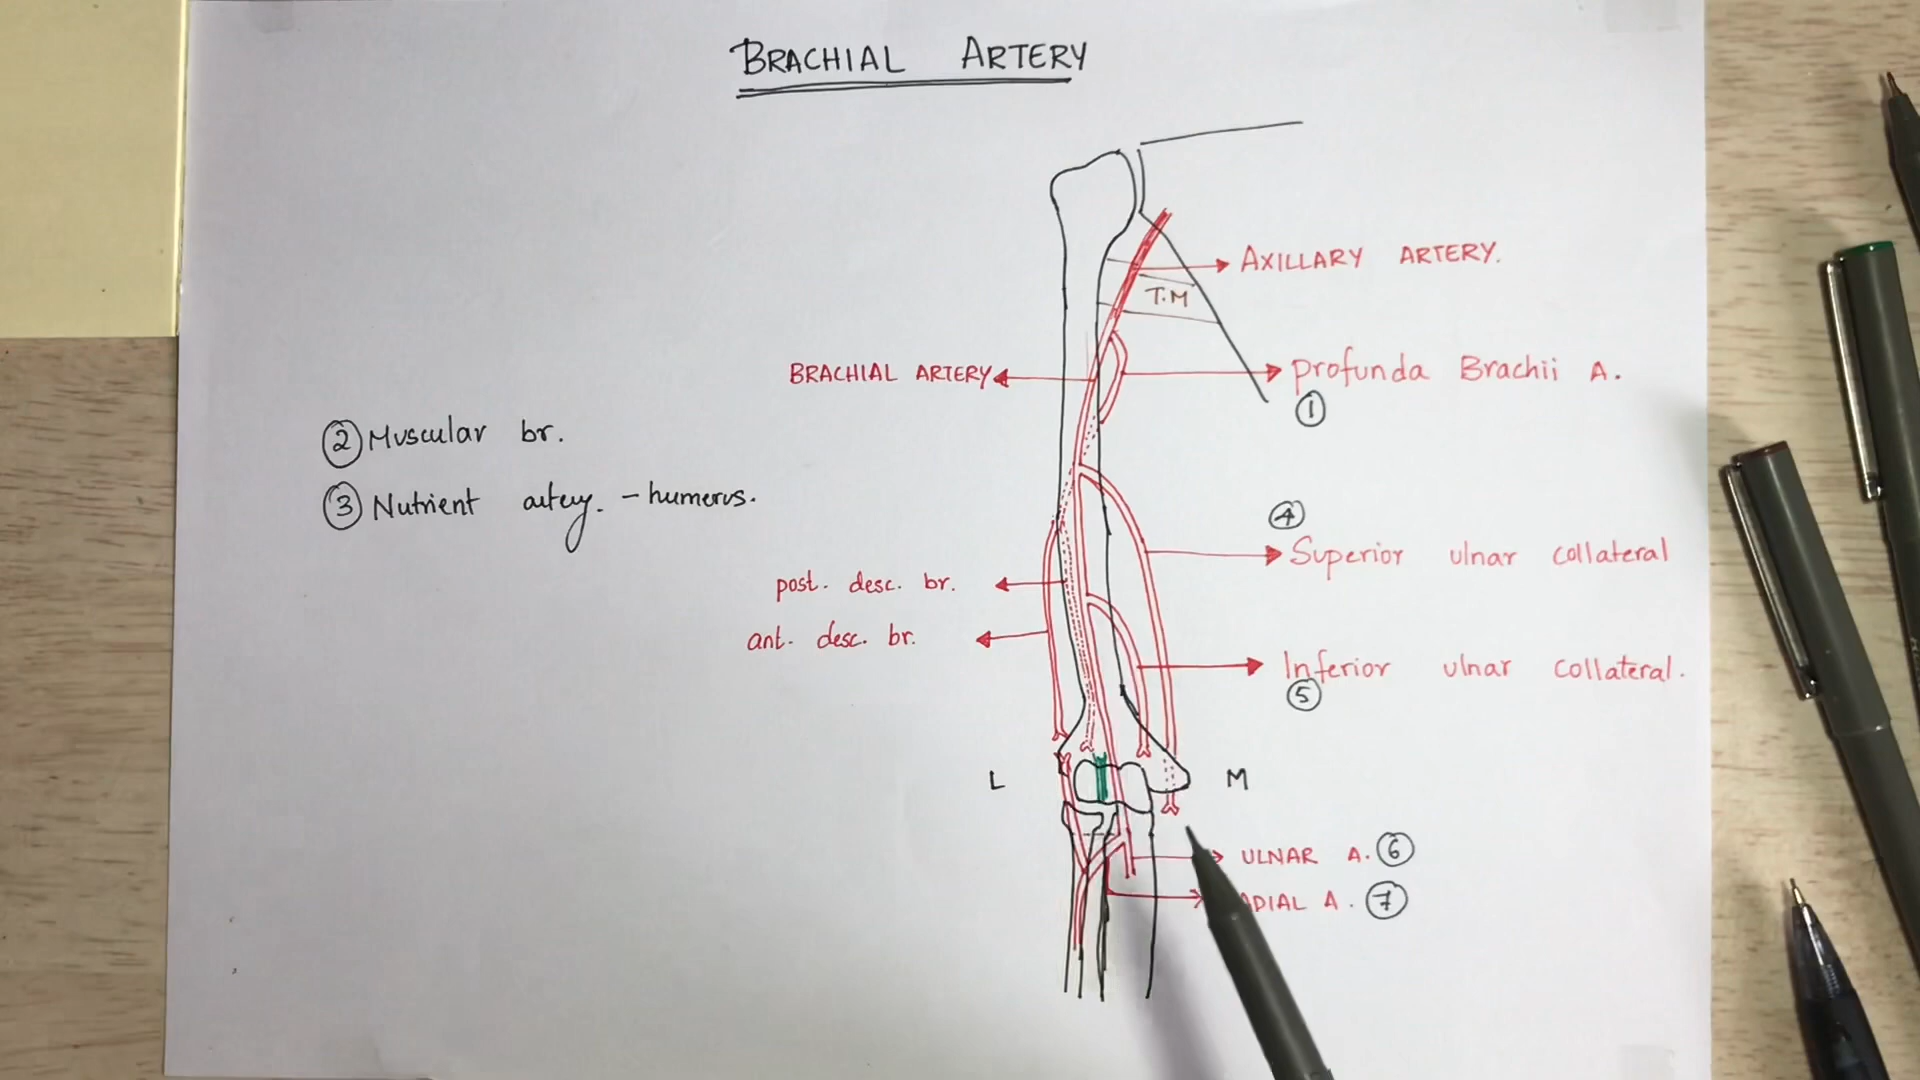 BRACHIAL ARTERY
AXILLARY ARTERY.
T.M
BRACHIAL ARTERY
Profunda Brachii A.
①
② Muscular br.
③ Nutrient artery. - humerus.
④
Superior ulnar collateral
post. desc. br.
ant. desc. br.
Inferior ulnar collateral.
⑤
L
M
ULNAR A. ⑥
ADIAL A. ⑦